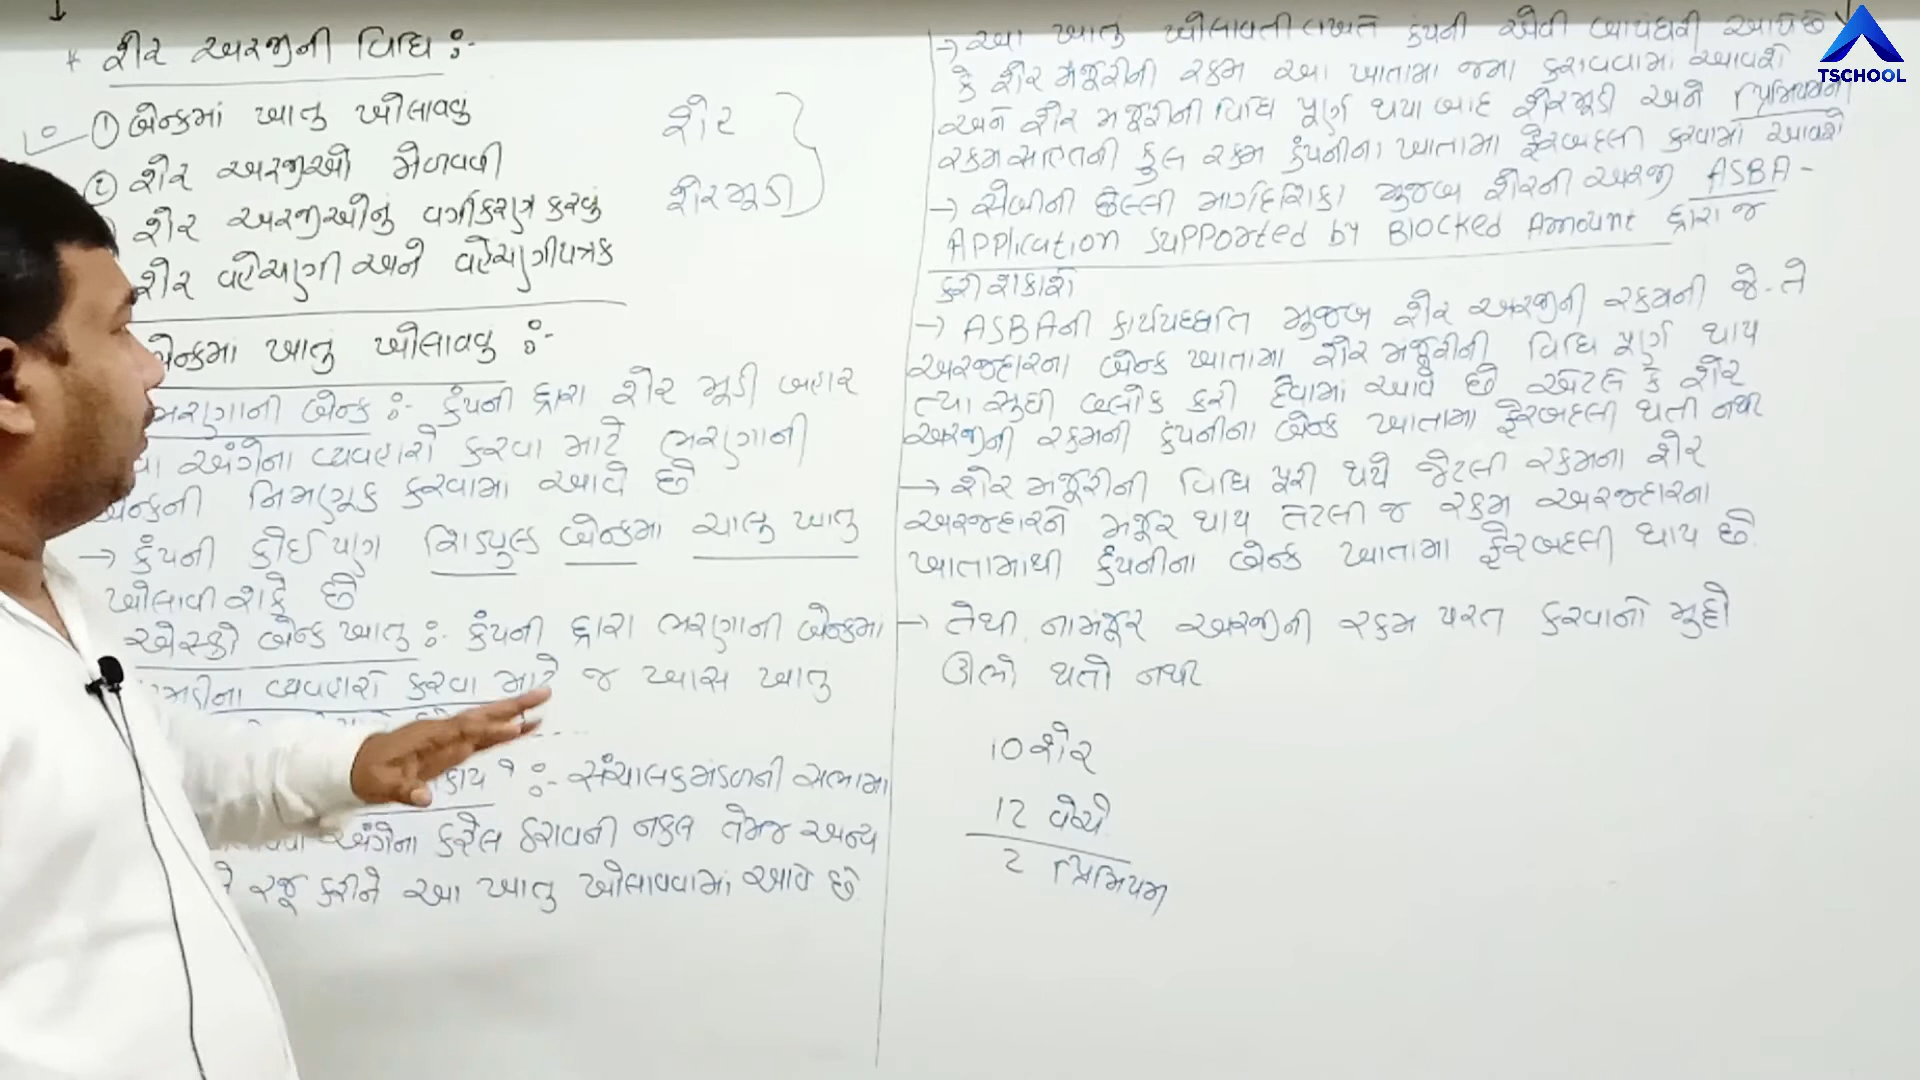 * શેર અરજીની વિધિ :-
① બેન્કમાં ખાતુ ખોલાવવુ
② શેર અરજીઓ મેળવવી
શેર અરજીઓનું વર્ગીકરણ કરવું
શેર વહેંચણી અને વહેંચણીપત્રક
શેર
શેરમૂડી
બેન્કમાં ખાતુ ખોલાવવુ :-
ભરણાની બેન્ક :- કંપની દ્વારા શેર મૂડી બહાર
અંગેના વ્યવહારો કરવા માટે ભરણાની
બેન્કની નિમણૂક કરવામા આવે છે
→ કંપની કોઈપણ શિડ્યુલ્ડ બેન્કમા ચાલુ ખાતુ
ખોલાવી શકે છે
એસ્ક્રો બેન્ક ખાતુ :- કંપની દ્વારા ભરણાની બેન્કમા
મૂડીના વ્યવહારો કરવા માટે જ ખાસ ખાતુ
:- સંચાલકમંડળની સભામા
અંગેના કરેલ ઠરાવની નકલ તેમજ અન્ય
રજૂ કરીને આ ખાતુ ખોલાવવામાં આવે છે
→ આ ખાતુ ખોલાવતી વખતે કંપની એવી બાંયધરી આપે છે
કે શેર મંજૂરીની રકમ આ ખાતામા જમા કરાવવામાં આવશે
અને શેર મંજૂરીની વિધિ પૂર્ણ થયા બાદ શેરમૂડી અને પ્રિમિયમની
રકમ સહિતની કુલ રકમ કંપનીના ખાતામા ફેરબદલી કરવામાં આવશે
→ સેબીની છેલ્લી માર્ગદર્શિકા મુજબ શેરની અરજી ASBA -
Application supported by Blocked Amount દ્વારા જ
કરી શકાશે
→ ASBAની કાર્યપધ્ધતિ મુજબ શેર અરજીની રકમની જે-તે
અરજદારના બેન્ક ખાતામા શેર મંજૂરીની વિધિ પૂર્ણ થાય
ત્યા સુધી બ્લોક કરી દેવામાં આવે છે એટલે કે શેર
અરજીની રકમની કંપનીના બેન્ક ખાતામા ફેરબદલી થતી નથી
→ શેર મંજૂરીની વિધિ પૂરી થયે જેટલી રકમના શેર
અરજદારને મંજૂર થાય તેટલી જ રકમ અરજદારના
ખાતામાથી કંપનીના બેન્ક ખાતામા ફેરબદલી થાય છે.
→ તેથી નામંજૂર અરજીની રકમ પરત કરવાનો મુદ્દો
ઊભો થતો નથી
10 શેર
12 વેચે
2 પ્રિમિયમ
TSCHOOL